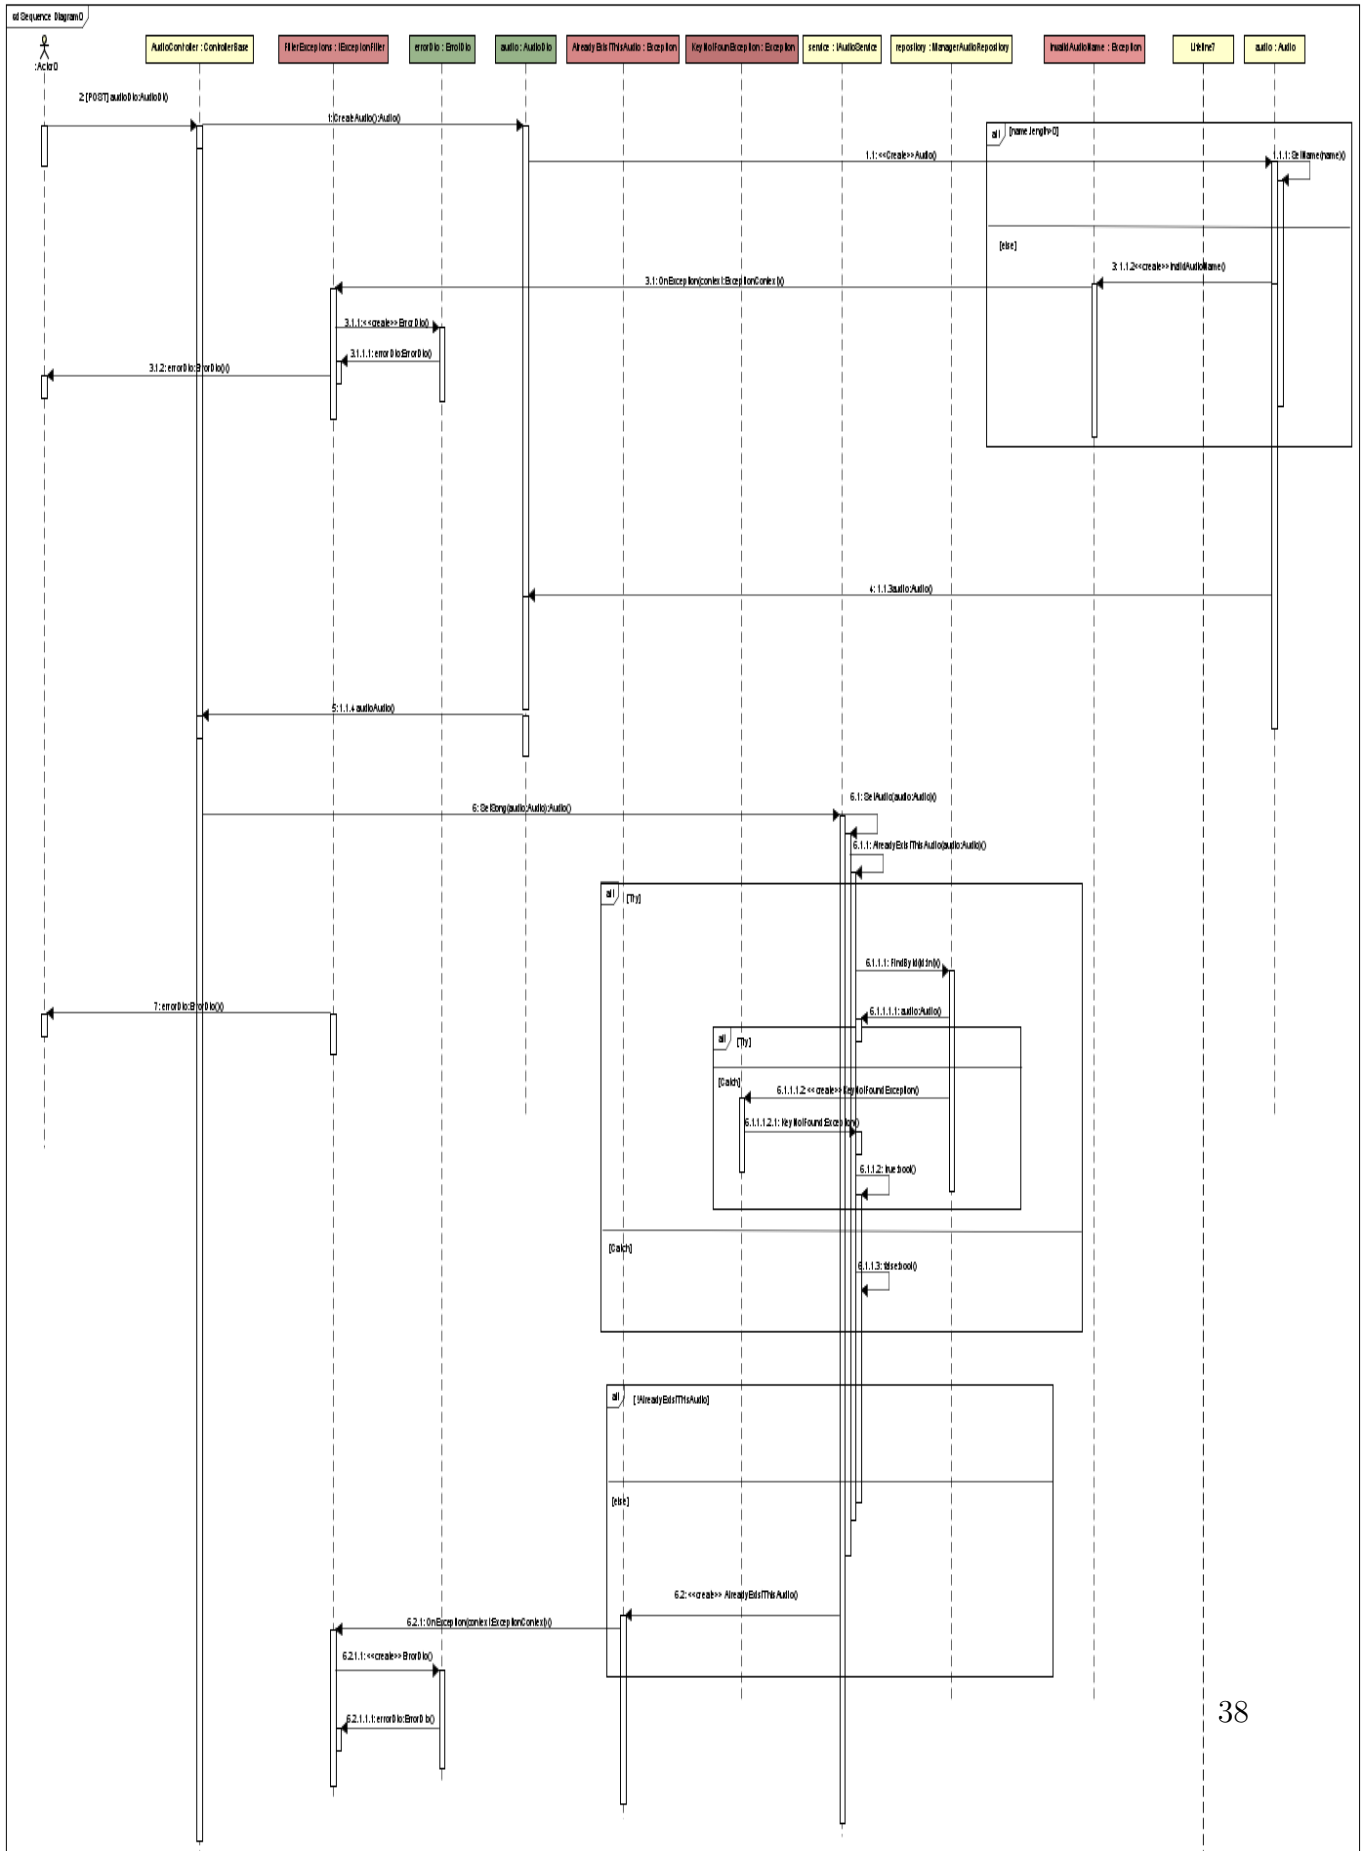 sd Sequence Diagram0
: Actor0
AudioController : ControllerBase
FilterExceptions : IExceptionFilter
errorDto : ErrorDto
audio : AudioDto
AlreadyExistThisAudio : Exception
KeyNotFounException : Exception
service : IAudioService
repository : ManagerAudioRepository
InvalidAudioName : Exception
Lifeline7
audio : Audio
2: [POST] audioDto:AudioDt()
1: CreateAudio():Audio()
alt
[name.length>0]
1.1: <<Create>> Audio()
1.1.1: SetName(name)()
[else]
3: 1.1.2<<create>> InvalidAudioName()
3.1: OnException(context:ExceptionContext)()
3.1.1: <<create>> ErrorDto()
3.1.1.1: errorDto:ErrorDto()
3.1.2: errorDto:ErrorDto()()
4: 1.1.3audio:Audio()
5: 1.1.4 audio:Audio()
6: SetSong(audio:Audio):Audio()
6.1: SetAudio(audio:Audio)()
6.1.1: AlreadyExistThisAudio(audio:Audio)()
alt
[Try]
6.1.1.1: FindById(id:int)()
7: errorDto:ErrorDto()()
6.1.1.1.1: audio:Audio()
alt
[Try]
[Catch]
6.1.1.1.2: <<create>> KeyNotFoundException()
6.1.1.1.2.1: KeyNotFound:Exception()
6.1.1.2: true:bool()
[Catch]
6.1.1.3: false:bool()
alt
[!AlreadyExistThisAudio]
[else]
6.2: <<create>> AlreadyExistThisAudio()
6.2.1: OnException(context:ExceptionContext)()
6.2.1.1: <<create>> ErrorDto()
6.2.1.1.1: errorDto:ErrorDto()
38